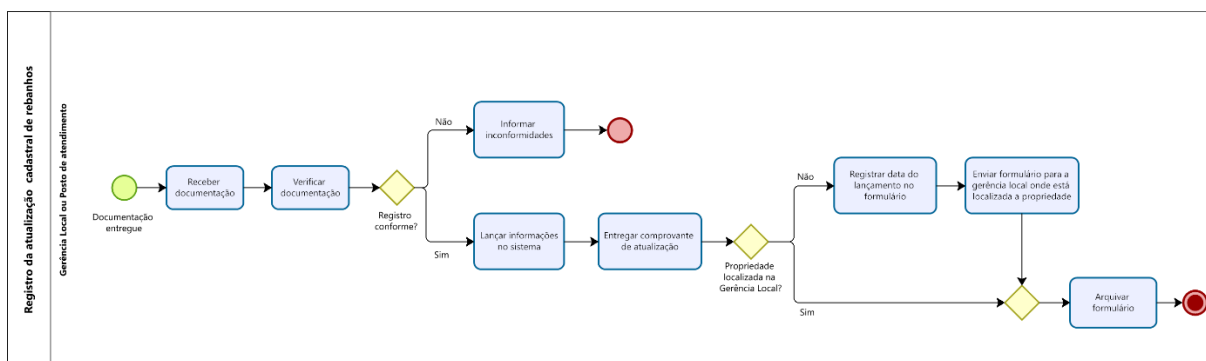 Registro da atualização cadastral de rebanhos
Gerência Local ou Posto de atendimento
Documentação
entregue
Receber
documentação
Verificar
documentação
Registro
conforme?
Não
Informar
inconformidades
Sim
Lançar informações
no sistema
Entregar comprovante
de atualização
Propriedade
localizada na
Gerência Local?
Não
Registrar data do
lançamento no
formulário
Enviar formulário para a
gerência local onde está
localizada a propriedade
Sim
Arquivar
formulário